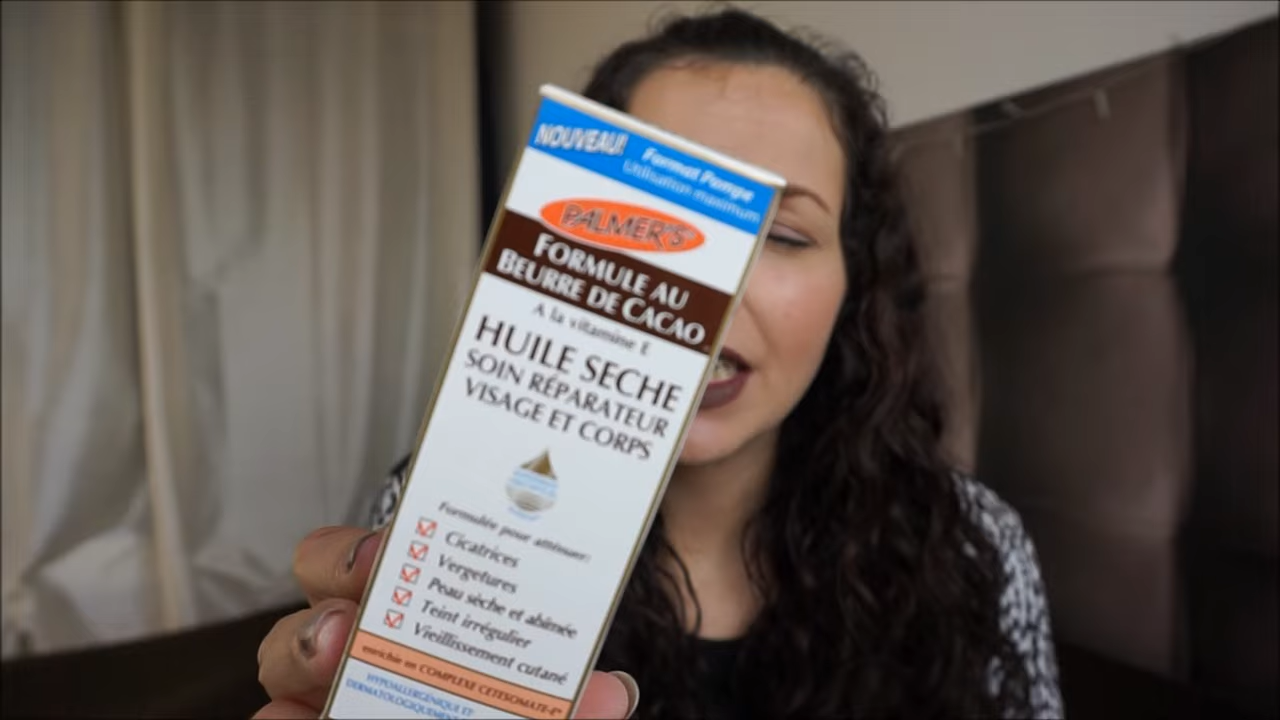 NOUVEAU!
Format Pompe
Utilisation maximum
PALMER'S
FORMULE AU
BEURRE DE CACAO
A la vitamine E
HUILE SECHE
SOIN RÉPARATEUR
VISAGE ET CORPS
Formulée pour atténuer:
Cicatrices
Vergetures
Peau sèche et abimée
Teint irrégulier
Vieillissement cutané
enrichie en COMPLEXE CETESOMATE-E
HYPOALLERGÉNIQUE ET
DERMATOLOGIQUEMENT